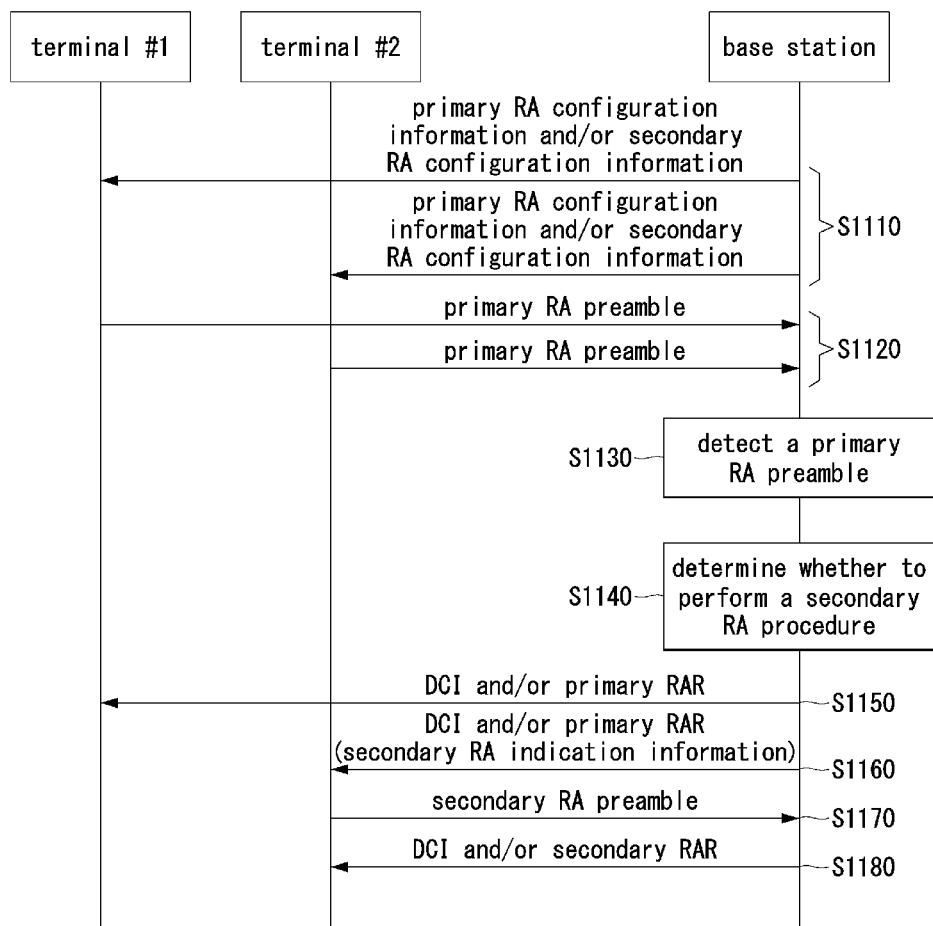 terminal #1
terminal #2
base station
primary RA configuration
information and/or secondary
RA configuration information
primary RA configuration
information and/or secondary
RA configuration information
S1110
primary RA preamble
primary RA preamble
S1120
S1130
detect a primary
RA preamble
S1140
determine whether to
perform a secondary
RA procedure
DCI and/or primary RAR
S1150
DCI and/or primary RAR
(secondary RA indication information)
S1160
secondary RA preamble
S1170
DCI and/or secondary RAR
S1180